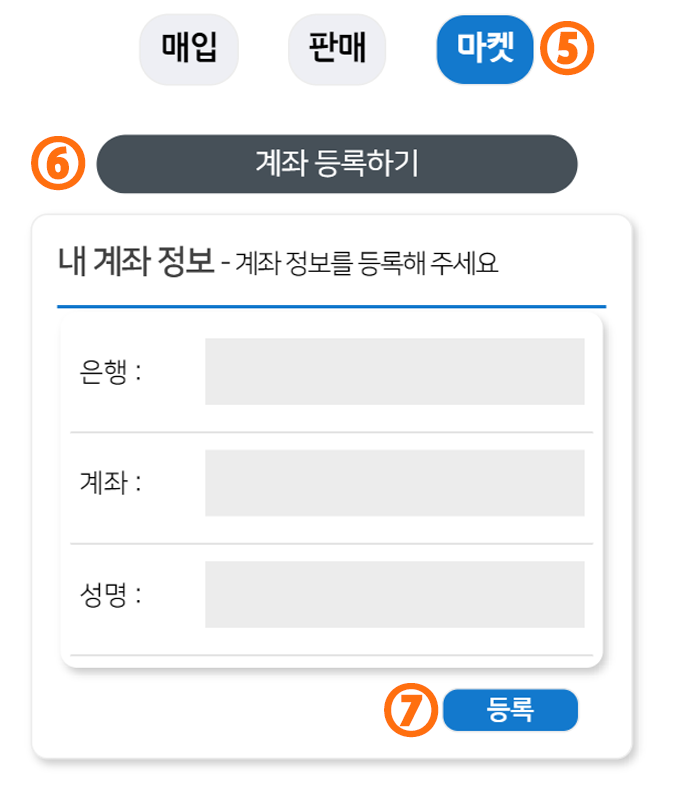 매입 판매 마켓 ⑤
⑥ 계좌 등록하기
내 계좌 정보 - 계좌 정보를 등록해 주세요
은행 :
계좌 :
성명 :
⑦ 등록